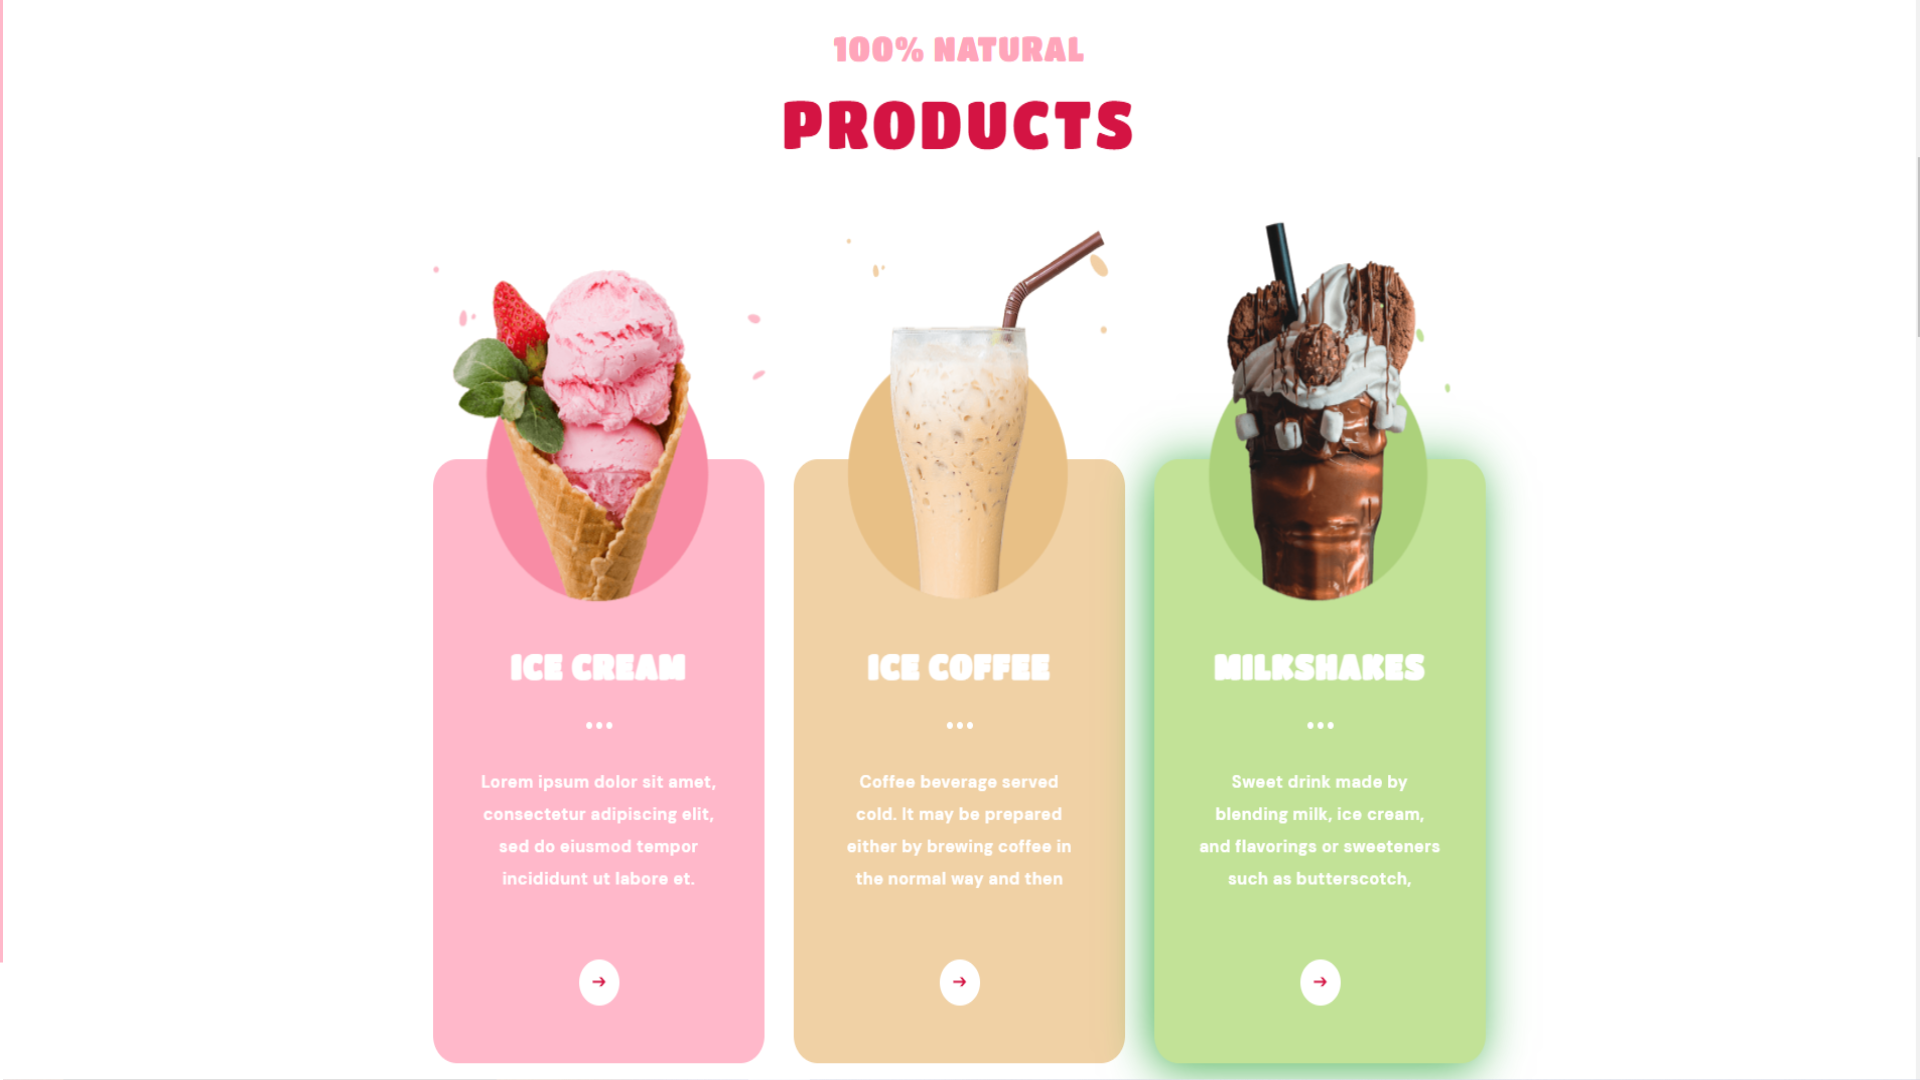 100% NATURAL
PRODUCTS
ICE CREAM
Lorem ipsum dolor sit amet,
consectetur adipiscing elit,
sed do eiusmod tempor
incididunt ut labore et.
ICE COFFEE
Coffee beverage served
cold. It may be prepared
either by brewing coffee in
the normal way and then
MILKSHAKES
Sweet drink made by
blending milk, ice cream,
and flavorings or sweeteners
such as butterscotch,